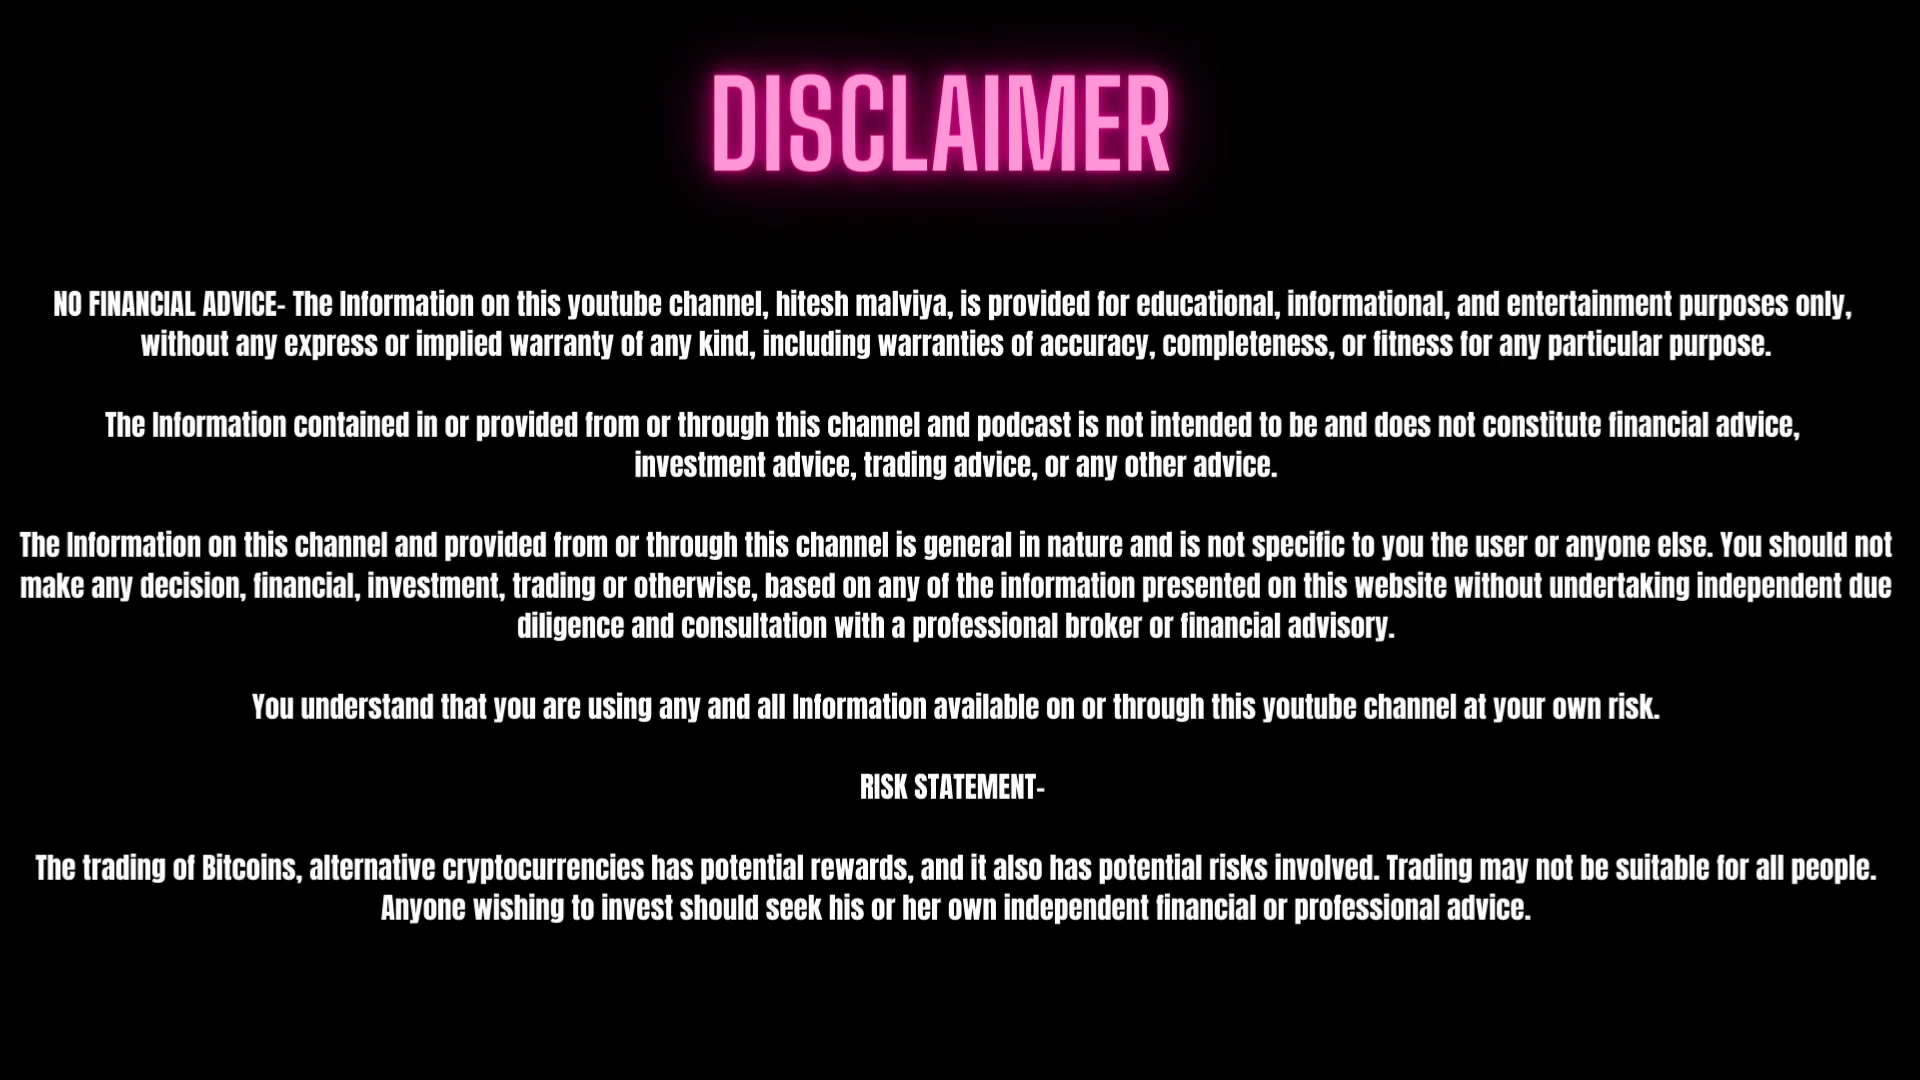 DISCLAIMER
NO FINANCIAL ADVICE- The Information on this youtube channel, hitesh malviya, is provided for educational, informational, and entertainment purposes only,
without any express or implied warranty of any kind, including warranties of accuracy, completeness, or fitness for any particular purpose.
The Information contained in or provided from or through this channel and podcast is not intended to be and does not constitute financial advice,
investment advice, trading advice, or any other advice.
The Information on this channel and provided from or through this channel is general in nature and is not specific to you the user or anyone else. You should not
make any decision, financial, investment, trading or otherwise, based on any of the information presented on this website without undertaking independent due
diligence and consultation with a professional broker or financial advisory.
You understand that you are using any and all Information available on or through this youtube channel at your own risk.
RISK STATEMENT-
The trading of Bitcoins, alternative cryptocurrencies has potential rewards, and it also has potential risks involved. Trading may not be suitable for all people.
Anyone wishing to invest should seek his or her own independent financial or professional advice.